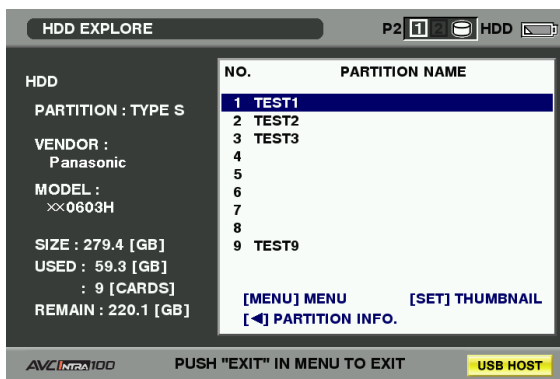 HDD EXPLORE
P2 1 2 HDD
HDD
PARTITION : TYPE S
VENDOR :
Panasonic
MODEL :
××0603H
SIZE : 279.4 [GB]
USED : 59.3 [GB]
: 9 [CARDS]
REMAIN : 220.1 [GB]
NO. PARTITION NAME
1 TEST1
2 TEST2
3 TEST3
4
5
6
7
8
9 TEST9
[MENU] MENU [SET] THUMBNAIL
[◀] PARTITION INFO.
AVC INTRA 100 PUSH "EXIT" IN MENU TO EXIT USB HOST